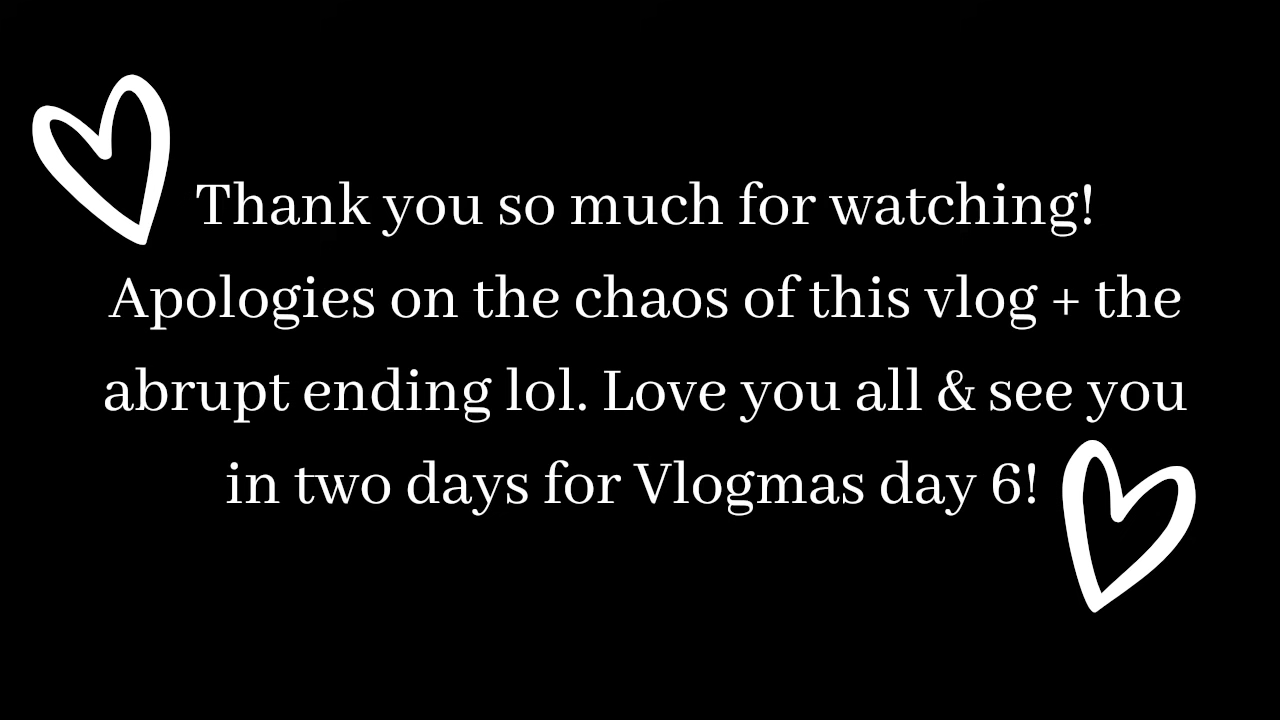 Thank you so much for watching!
Apologies on the chaos of this vlog + the
abrupt ending lol. Love you all & see you
in two days for Vlogmas day 6!